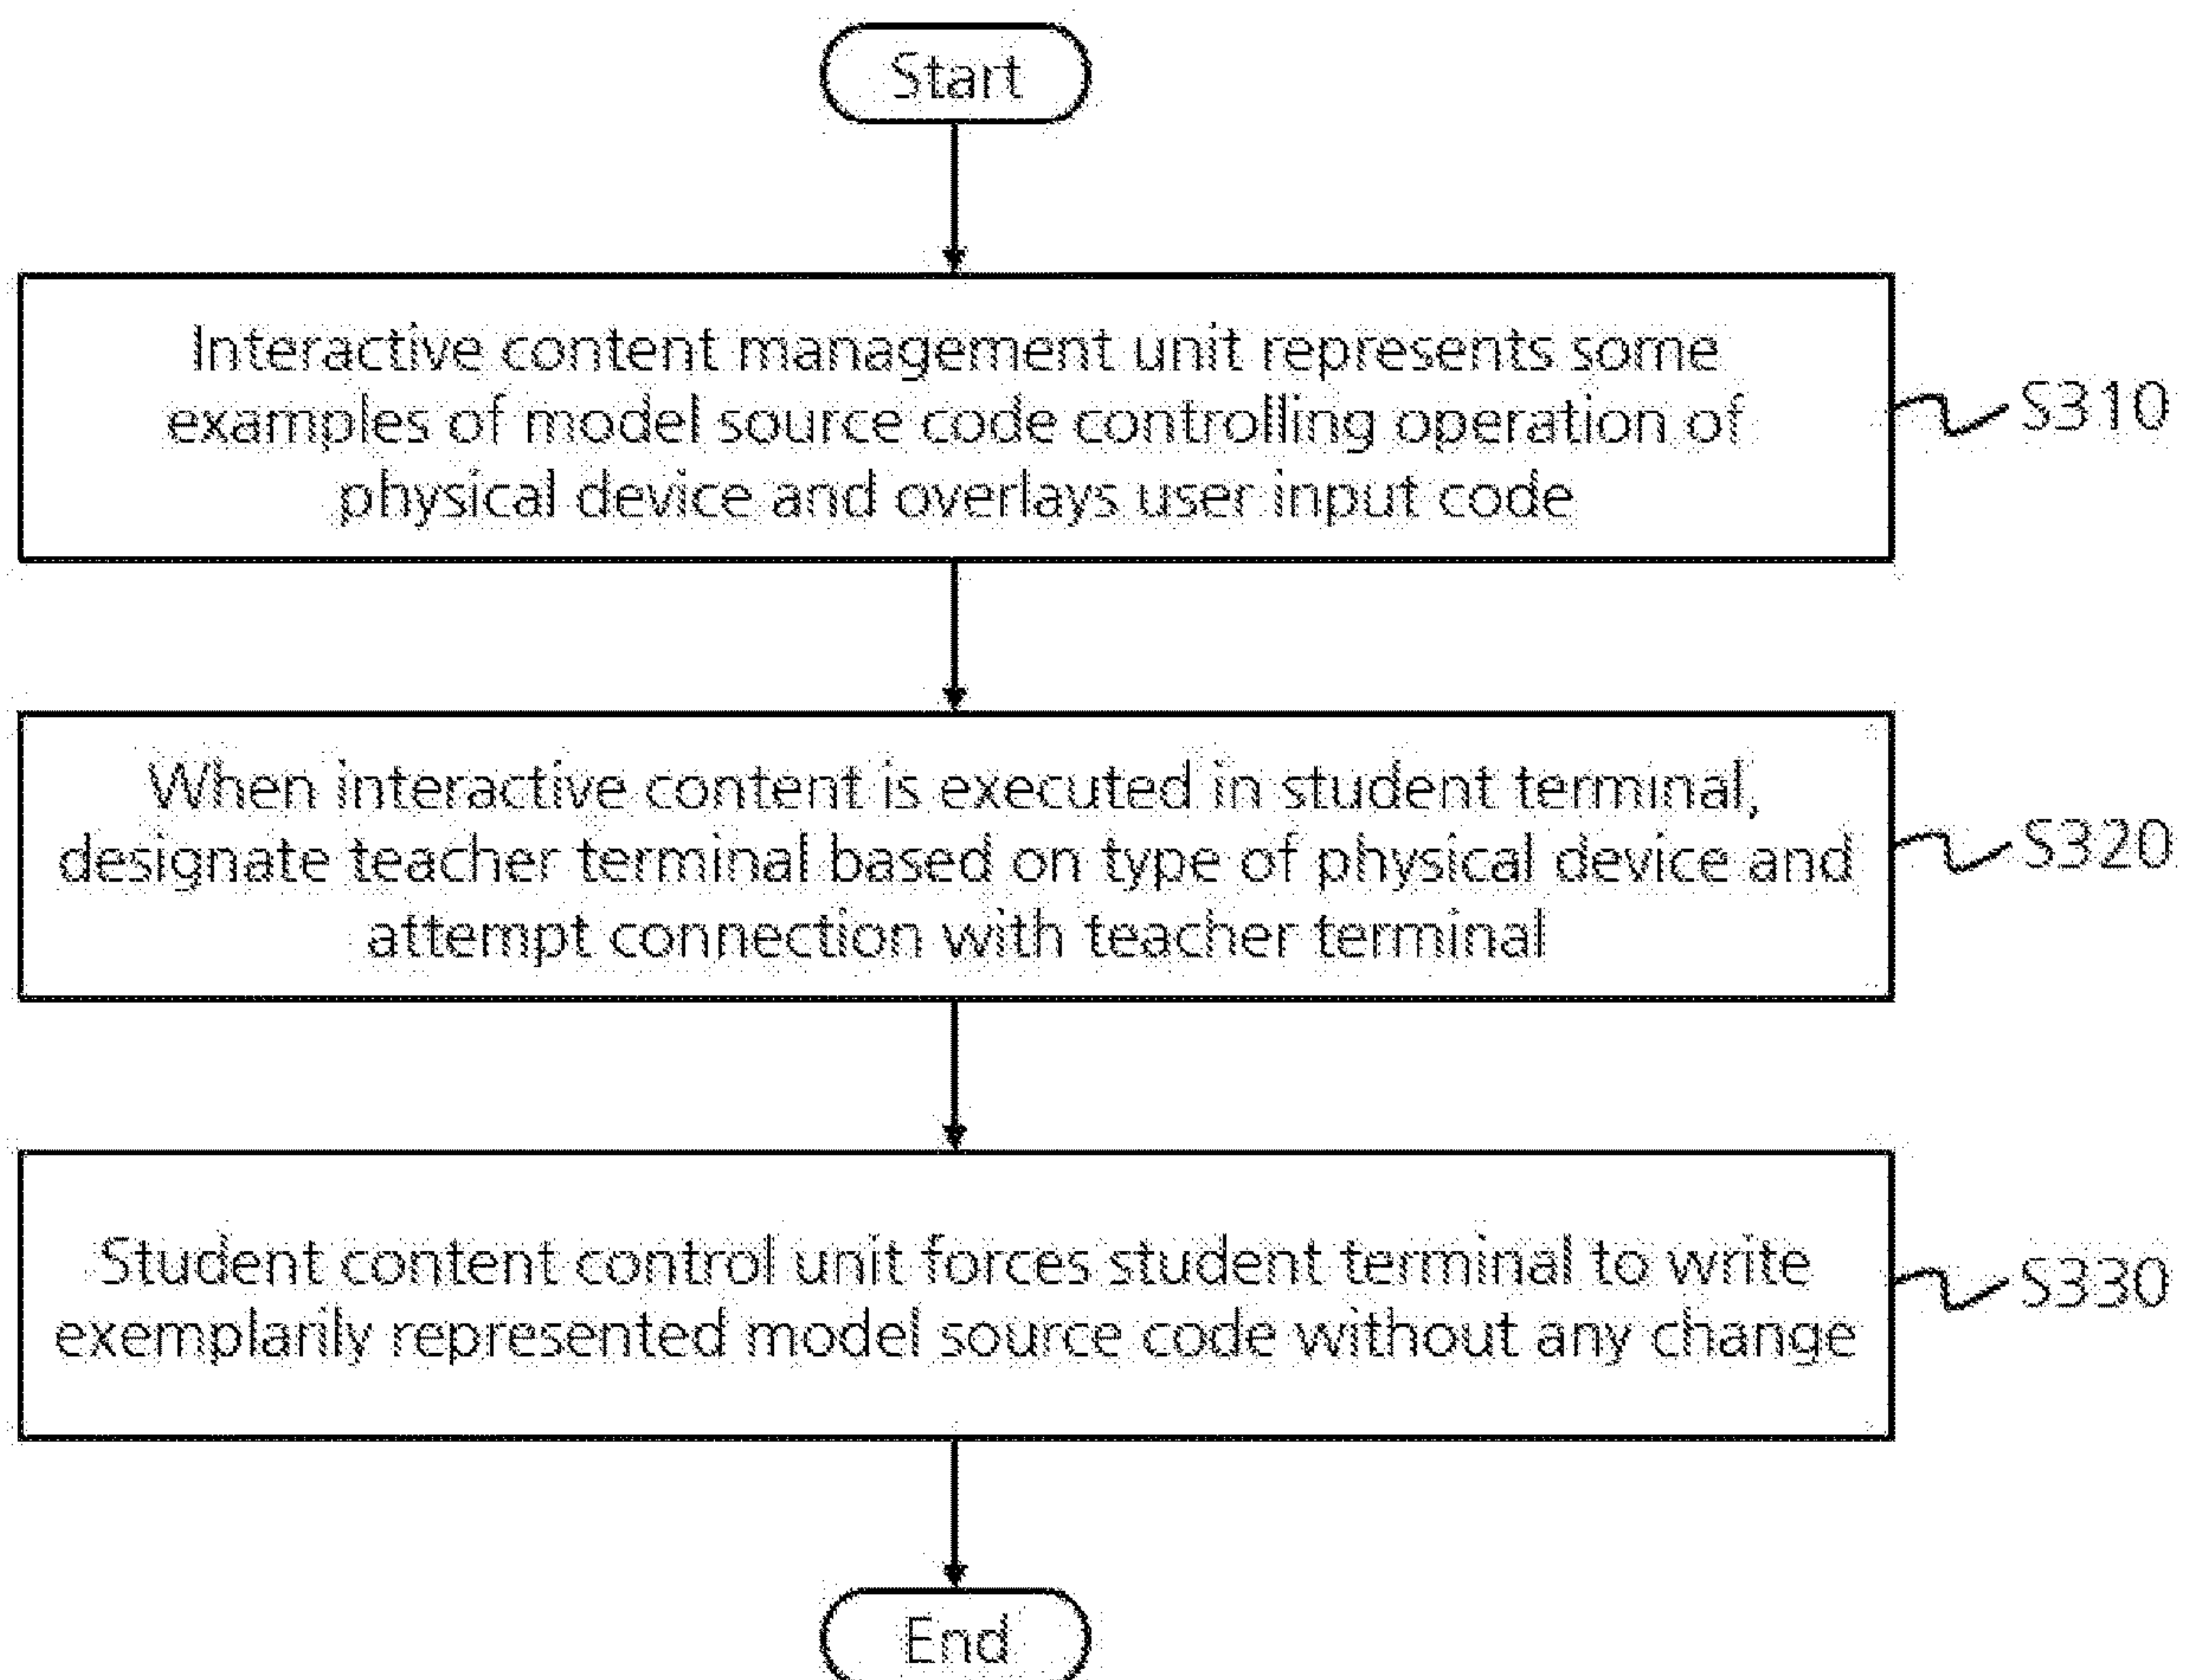 Start
Interactive content management unit represents some
examples of model source code controlling operation of
physical device and overlays user input code
S310
When interactive content is executed in student terminal,
designate teacher terminal based on type of physical device and
attempt connection with teacher terminal
S320
Student content control unit forces student terminal to write
exemplarily represented model source code without any change
S330
End